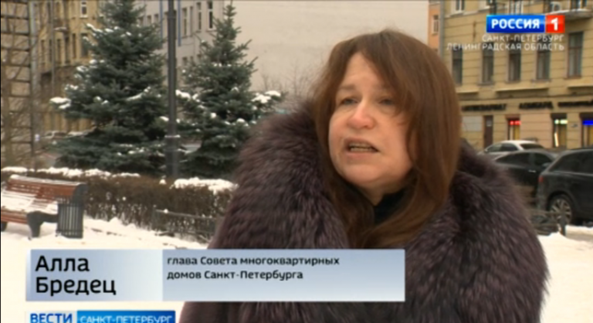 РОССИЯ 1
САНКТ-ПЕТЕРБУРГ
ЛЕНИНГРАДСКАЯ ОБЛАСТЬ
Алла
Бредец
глава Совета многоквартирных
домов Санкт-Петербурга
ВЕСТИ САНКТ-ПЕТЕРБУРГ